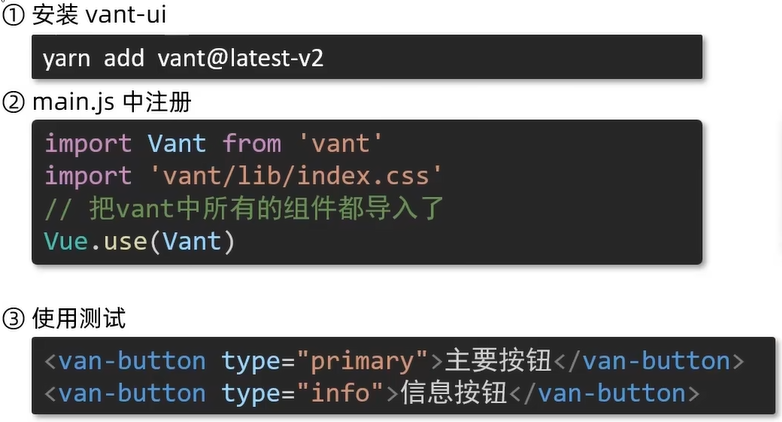 ① 安装 vant-ui
yarn add vant@latest-v2
② main.js 中注册
import Vant from 'vant'
import 'vant/lib/index.css'
// 把vant中所有的组件都导入了
Vue.use(Vant)
③ 使用测试
<van-button type="primary">主要按钮</van-button>
<van-button type="info">信息按钮</van-button>